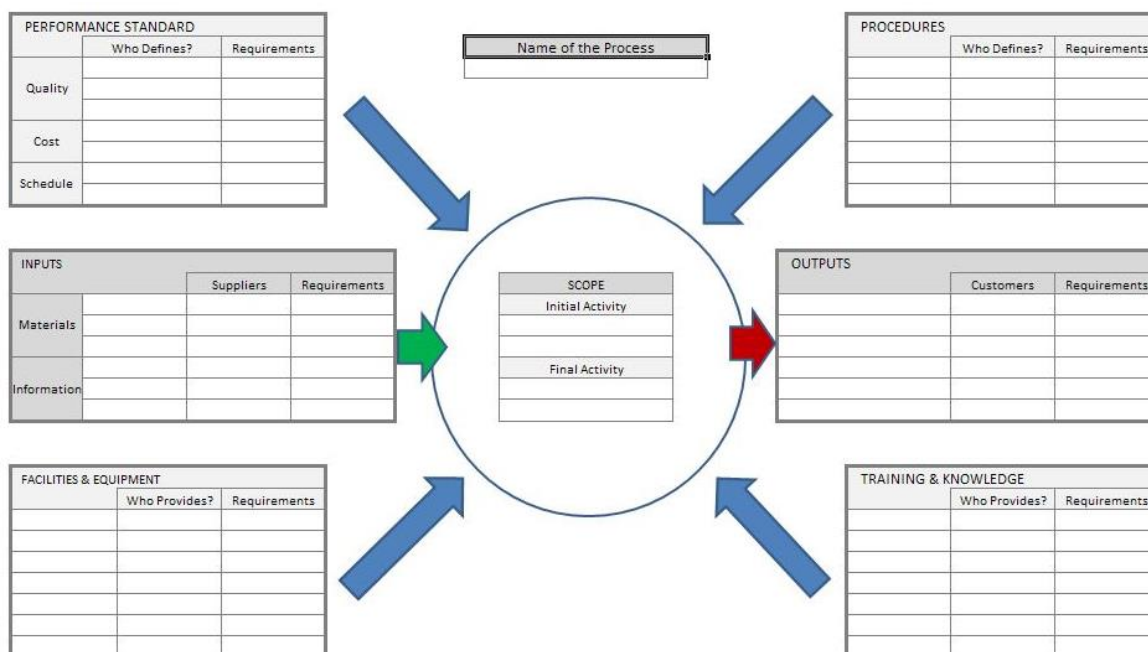 PERFORMANCE STANDARD
Who Defines? Requirements
Quality
Cost
Schedule
Name of the Process
PROCEDURES
Who Defines? Requirements
INPUTS
Suppliers Requirements
Materials
Information
SCOPE
Initial Activity
Final Activity
OUTPUTS
Customers Requirements
FACILITIES & EQUIPMENT
Who Provides? Requirements
TRAINING & KNOWLEDGE
Who Provides? Requirements